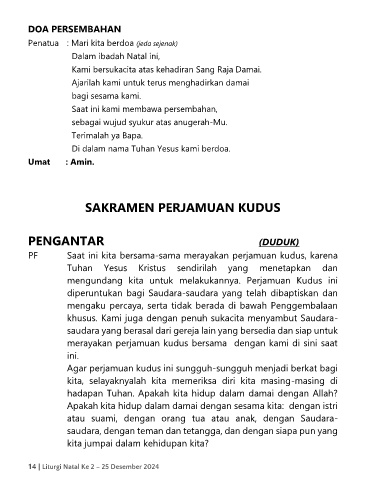 DOA PERSEMBAHAN
Penatua : Mari kita berdoa (jeda sejenak)
Dalam ibadah Natal ini,
Kami bersukacita atas kehadiran Sang Raja Damai.
Ajarilah kami untuk terus menghadirkan damai
bagi sesama kami.
Saat ini kami membawa persembahan,
sebagai wujud syukur atas anugerah-Mu.
Terimalah ya Bapa.
Di dalam nama Tuhan Yesus kami berdoa.
Umat : Amin.
SAKRAMEN PERJAMUAN KUDUS
PENGANTAR (DUDUK)
PF Saat ini kita bersama-sama merayakan perjamuan kudus, karena
Tuhan Yesus Kristus sendirilah yang menetapkan dan
mengundang kita untuk melakukannya. Perjamuan Kudus ini
diperuntukan bagi Saudara-saudara yang telah dibaptiskan dan
mengaku percaya, serta tidak berada di bawah Penggembalaan
khusus. Kami juga dengan penuh sukacita menyambut Saudara-
saudara yang berasal dari gereja lain yang bersedia dan siap untuk
merayakan perjamuan kudus bersama dengan kami di sini saat
ini.
Agar perjamuan kudus ini sungguh-sungguh menjadi berkat bagi
kita, selayaknyalah kita memeriksa diri kita masing-masing di
hadapan Tuhan. Apakah kita hidup dalam damai dengan Allah?
Apakah kita hidup dalam damai dengan sesama kita: dengan istri
atau suami, dengan orang tua atau anak, dengan Saudara-
saudara, dengan teman dan tetangga, dan dengan siapa pun yang
kita jumpai dalam kehidupan kita?
14 | Liturgi Natal Ke 2 – 25 Desember 2024